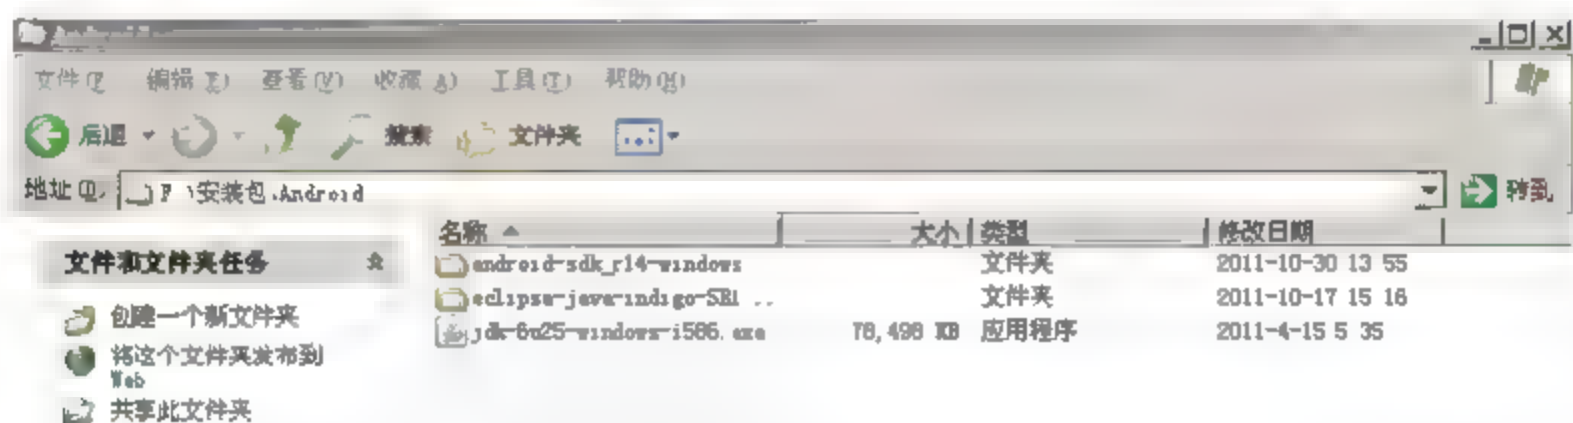 文件(F) 编辑(E) 查看(V) 收藏(A) 工具(T) 帮助(H)
后退 搜索 文件夹
地址(D) F:\安装包\Android 转到
名称 大小 类型 修改日期
文件和文件夹任务
android-sdk_r14-windows 文件夹 2011-10-30 13:55
eclipse-java-indigo-SR1 ... 文件夹 2011-10-17 15:16
创建一个新文件夹
jdk-6u25-windows-i586.exe 78,498 KB 应用程序 2011-4-15 5:35
将这个文件夹发布到
Web
共享此文件夹